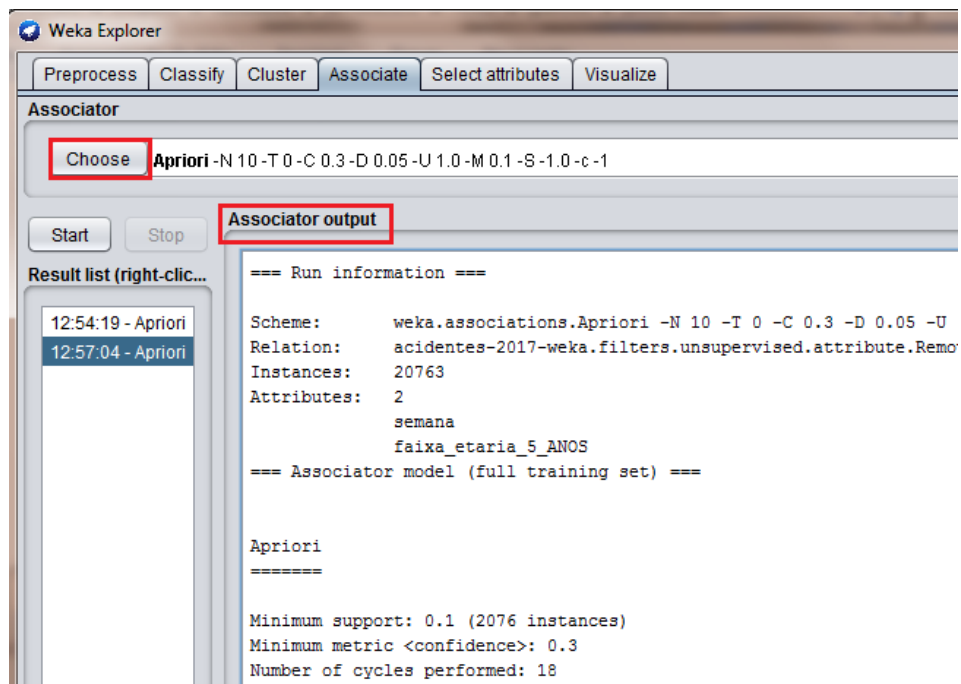 Weka Explorer
Preprocess Classify Cluster Associate Select attributes Visualize
Associator
Choose Apriori -N 10 -T 0 -C 0.3 -D 0.05 -U 1.0 -M 0.1 -S -1.0 -c -1
Start Stop
Result list (right-clic...
12:54:19 - Apriori
12:57:04 - Apriori
Associator output
=== Run information ===
Scheme: weka.associations.Apriori -N 10 -T 0 -C 0.3 -D 0.05 -U
Relation: acidentes-2017-weka.filters.unsupervised.attribute.Remo
Instances: 20763
Attributes: 2
semana
faixa_etaria_5_ANOS
=== Associator model (full training set) ===
Apriori
=======
Minimum support: 0.1 (2076 instances)
Minimum metric <confidence>: 0.3
Number of cycles performed: 18